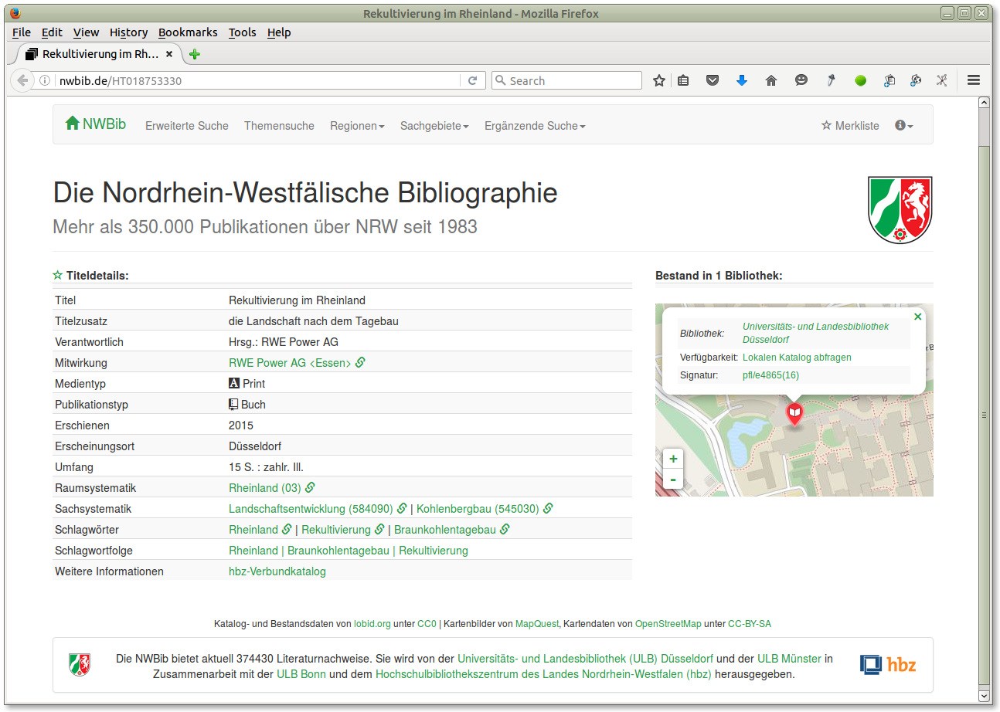 Rekultivierung im Rheinland - Mozilla Firefox
File Edit View History Bookmarks Tools Help
Rekultivierung im Rh...
nwbib.de/HT018753330
Search
NWBib Erweiterte Suche Themensuche Regionen Sachgebiete Ergänzende Suche Merkliste
Die Nordrhein-Westfälische Bibliographie
Mehr als 350.000 Publikationen über NRW seit 1983
Titeldetails:
Titel Rekultivierung im Rheinland
Titelzusatz die Landschaft nach dem Tagebau
Verantwortlich Hrsg.: RWE Power AG
Mitwirkung RWE Power AG <Essen>
Medientyp Print
Publikationstyp Buch
Erschienen 2015
Erscheinungsort Düsseldorf
Umfang 15 S. : zahlr. Ill.
Raumsystematik Rheinland (03)
Sachsystematik Landschaftsentwicklung (584090) | Kohlenbergbau (545030)
Schlagwörter Rheinland | Rekultivierung | Braunkohlentagebau
Schlagwortfolge Rheinland | Braunkohlentagebau | Rekultivierung
Weitere Informationen hbz-Verbundkatalog
Bestand in 1 Bibliothek:
Bibliothek: Universitäts- und Landesbibliothek
Düsseldorf
Verfügbarkeit: Lokalen Katalog abfragen
Signatur: pfl/e4865(16)
+
-
Katalog- und Bestandsdaten von lobid.org unter CC0 | Kartenbilder von MapQuest, Kartendaten von OpenStreetMap unter CC-BY-SA
Die NWBib bietet aktuell 374430 Literaturnachweise. Sie wird von der Universitäts- und Landesbibliothek (ULB) Düsseldorf und der ULB Münster in
Zusammenarbeit mit der ULB Bonn und dem Hochschulbibliothekszentrum des Landes Nordrhein-Westfalen (hbz) herausgegeben.
hbz